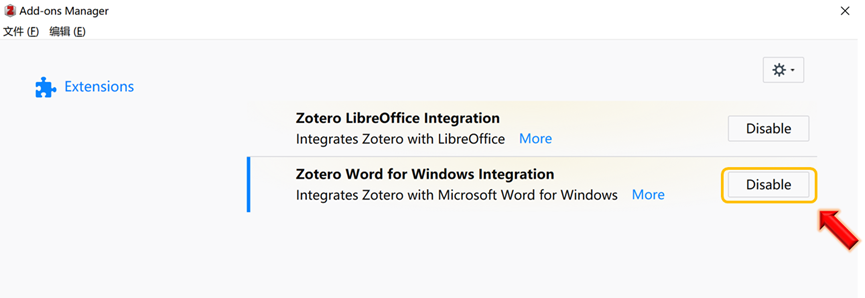 Add-ons Manager
文件 (F) 编辑 (E)
Extensions
Zotero LibreOffice Integration
Integrates Zotero with LibreOffice More
Disable
Zotero Word for Windows Integration
Integrates Zotero with Microsoft Word for Windows More
Disable